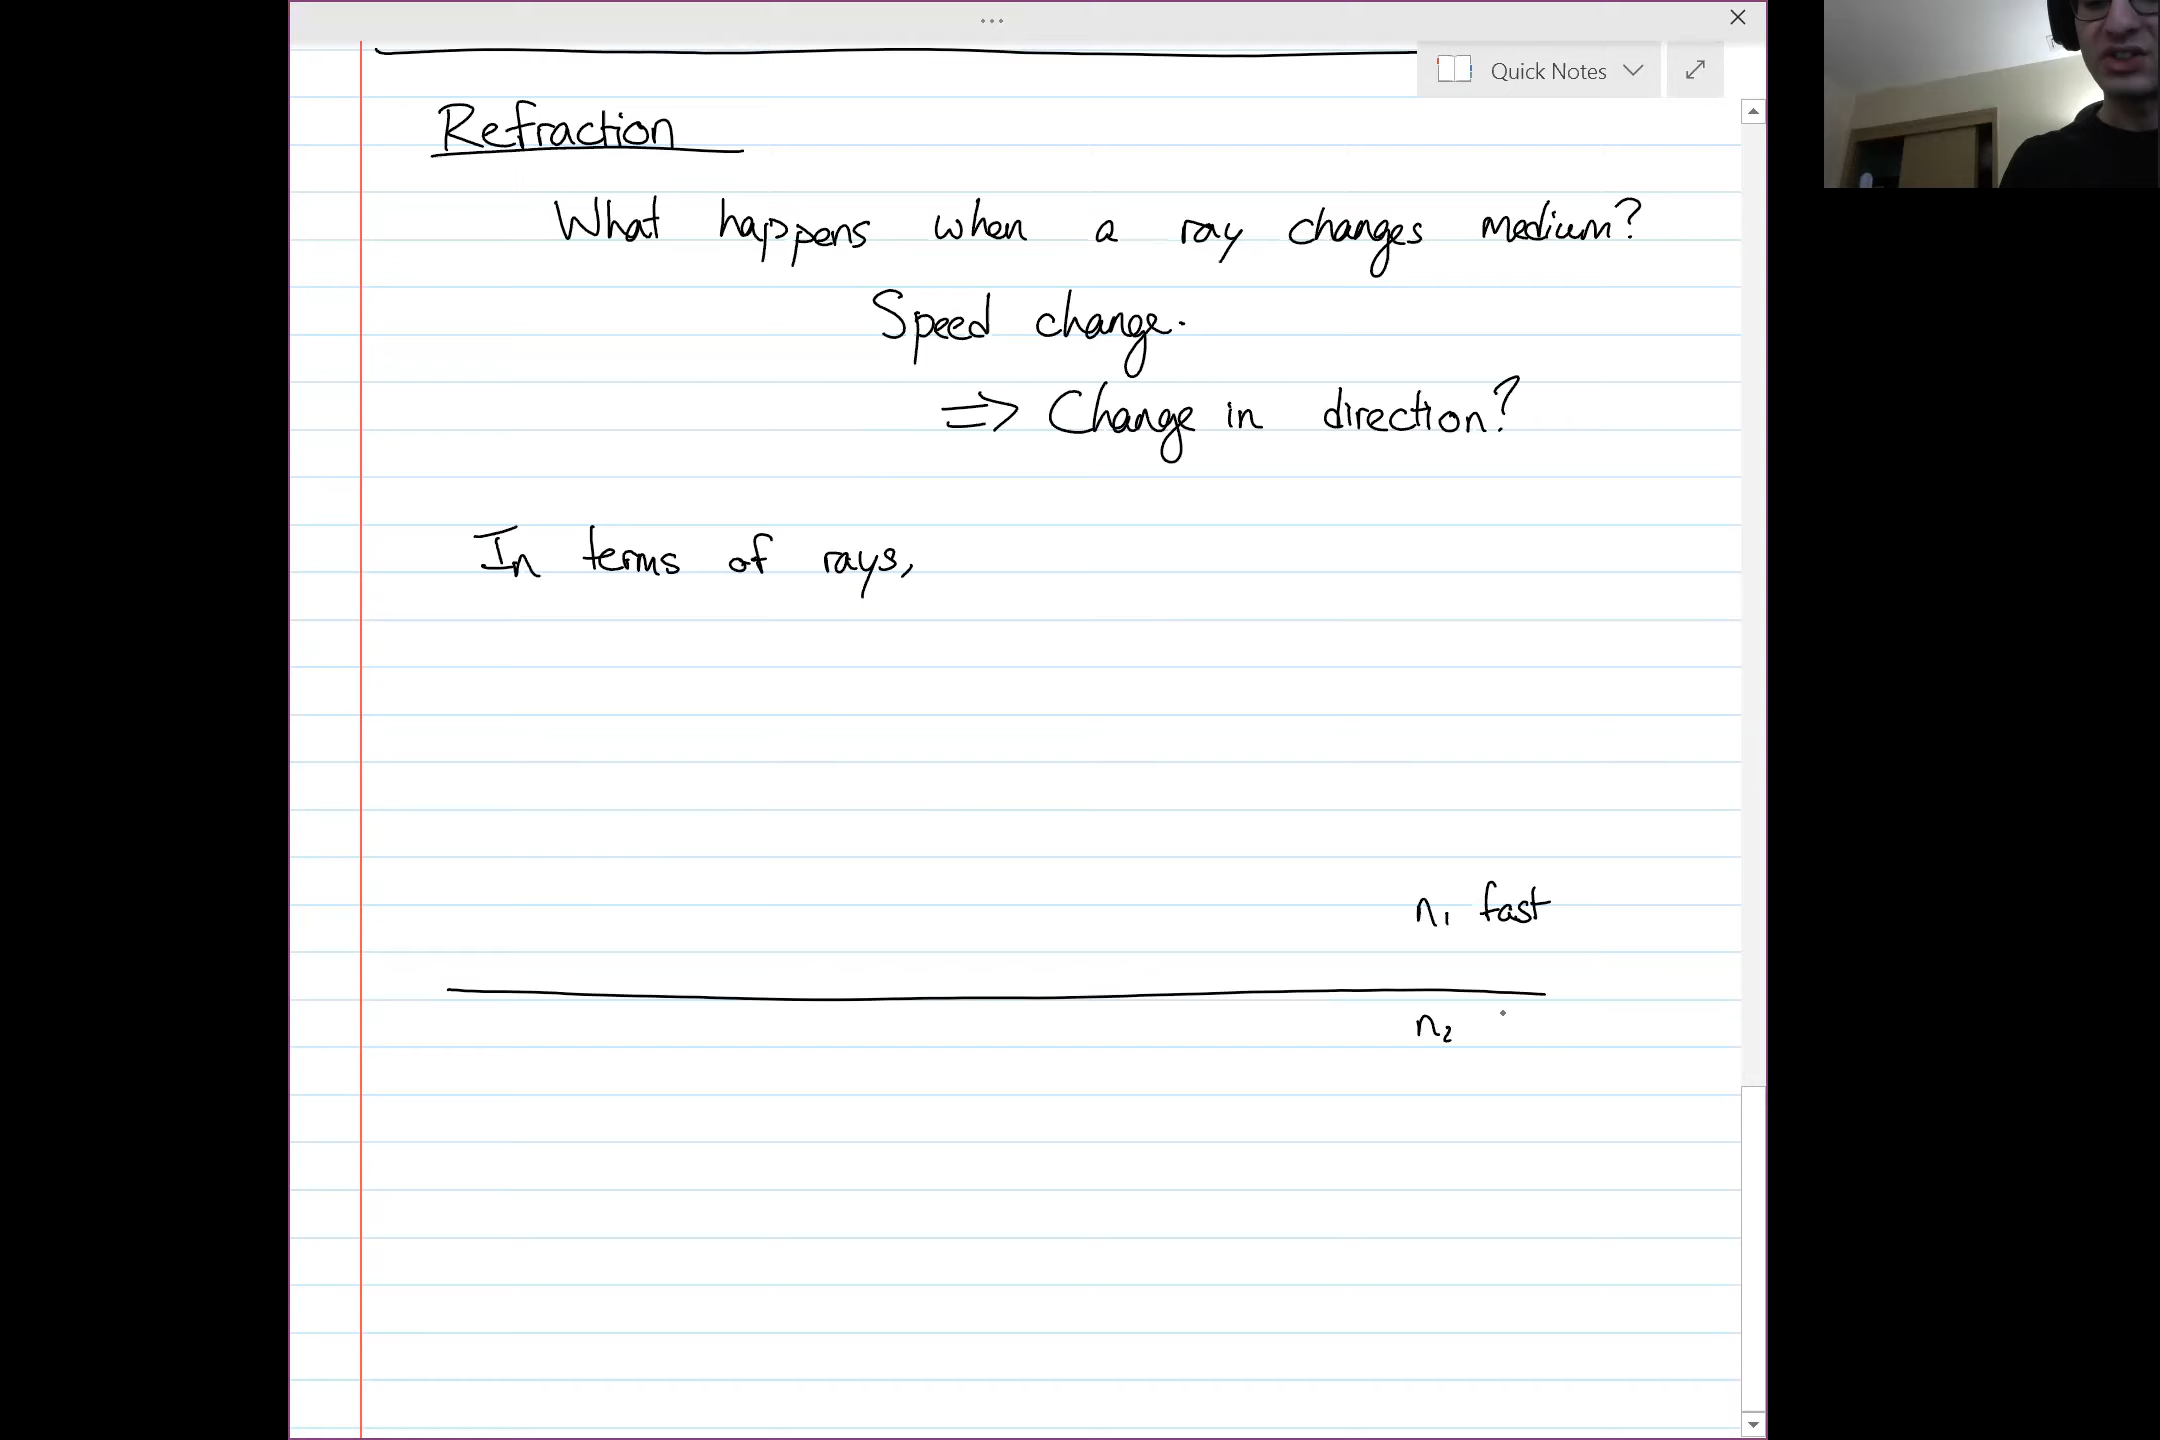 Quick Notes
Refraction
What happens when a ray changes medium?
Speed change.
=> Change in direction?
In terms of rays,
n₁ fast
n₂